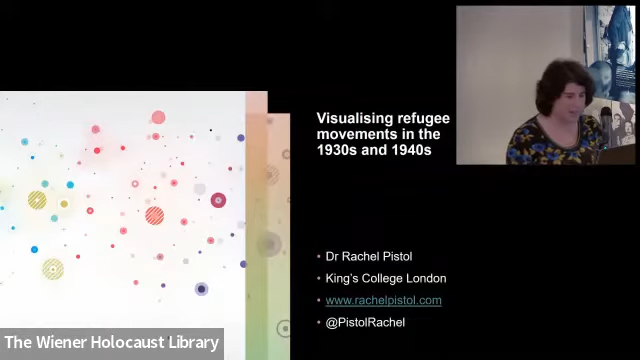 Visualising refugee
movements in the
1930s and 1940s
• Dr Rachel Pistol
• King's College London
• www.rachelpistol.com
• @PistolRachel
The Wiener Holocaust Library